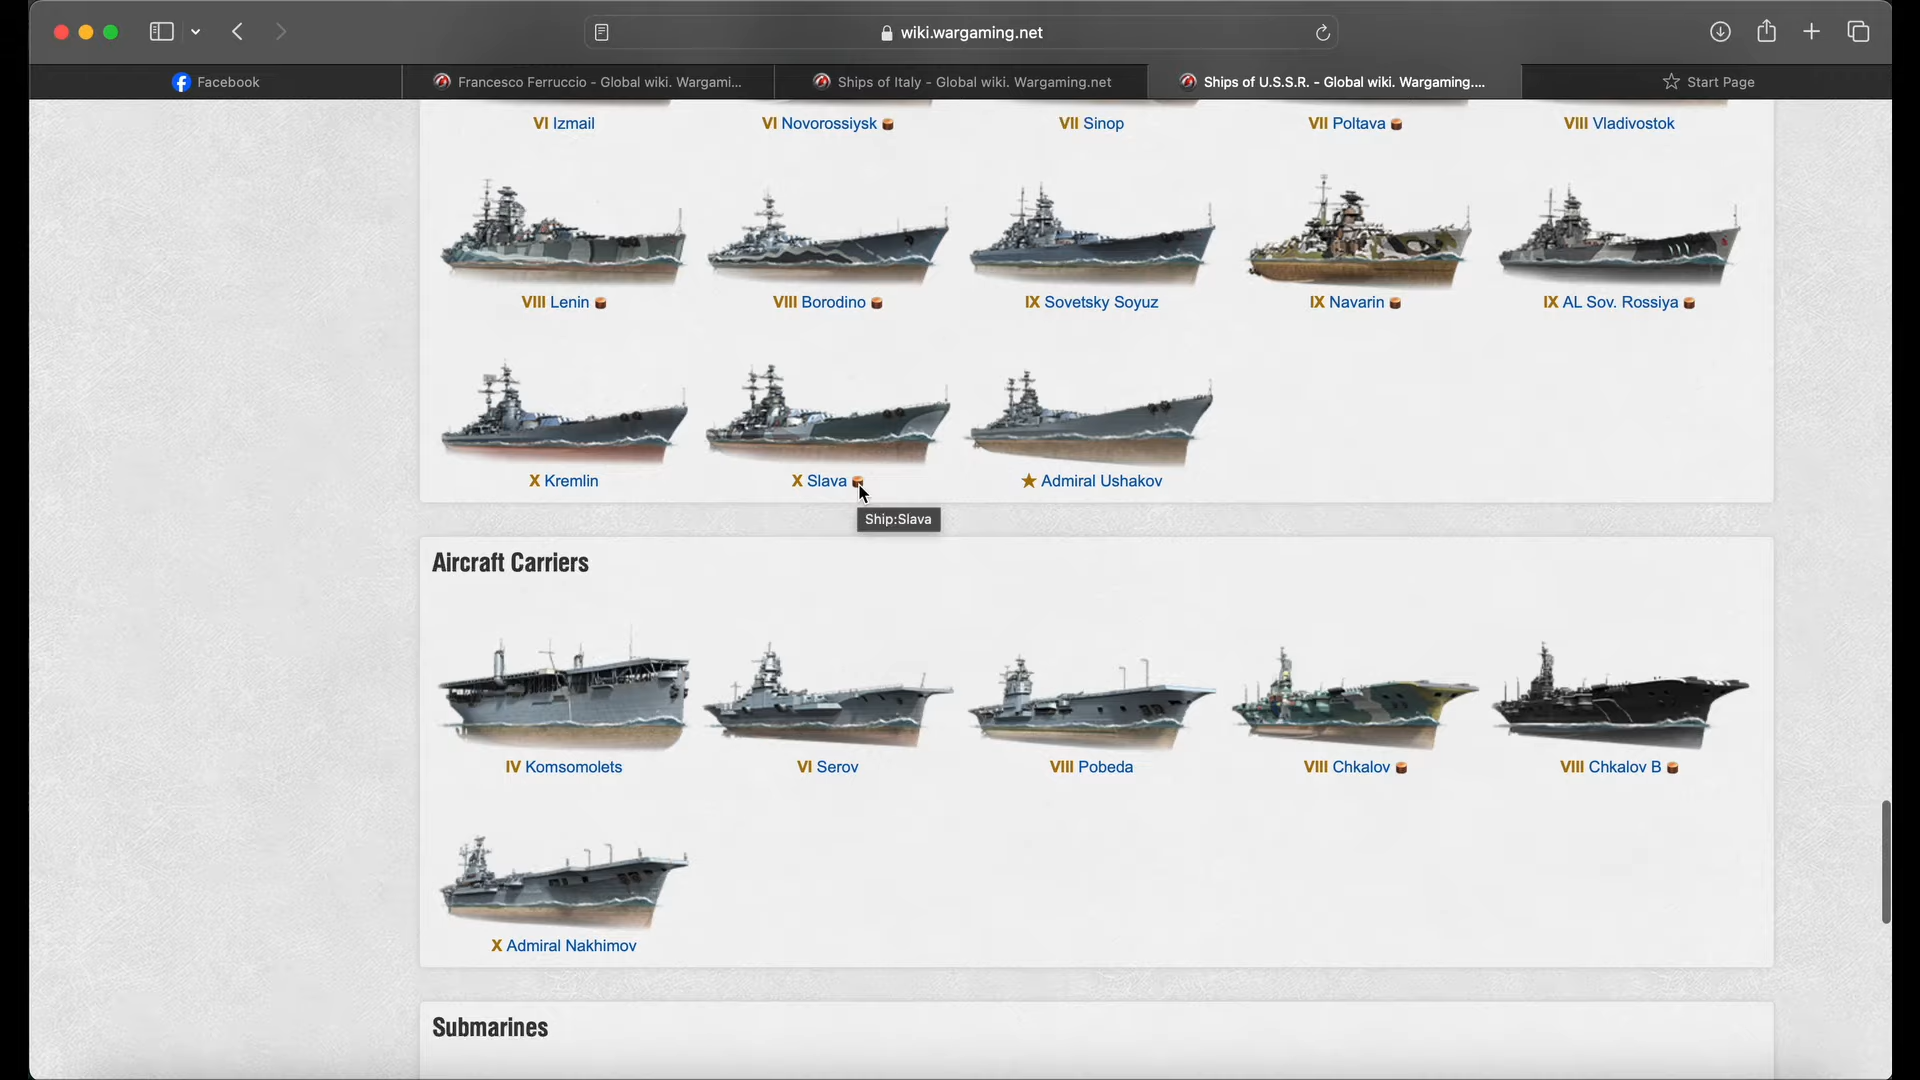 wiki.wargaming.net
Facebook
Francesco Ferruccio - Global wiki. Wargami...
Ships of Italy - Global wiki. Wargaming.net
Ships of U.S.S.R. - Global wiki. Wargaming....
Start Page
VI Izmail
VI Novorossiysk
VII Sinop
VII Poltava
VIII Vladivostok
VIII Lenin
VIII Borodino
IX Sovetsky Soyuz
IX Navarin
IX AL Sov. Rossiya
X Kremlin
X Slava
Admiral Ushakov
Ship:Slava
Aircraft Carriers
IV Komsomolets
VI Serov
VIII Pobeda
VIII Chkalov
VIII Chkalov B
X Admiral Nakhimov
Submarines